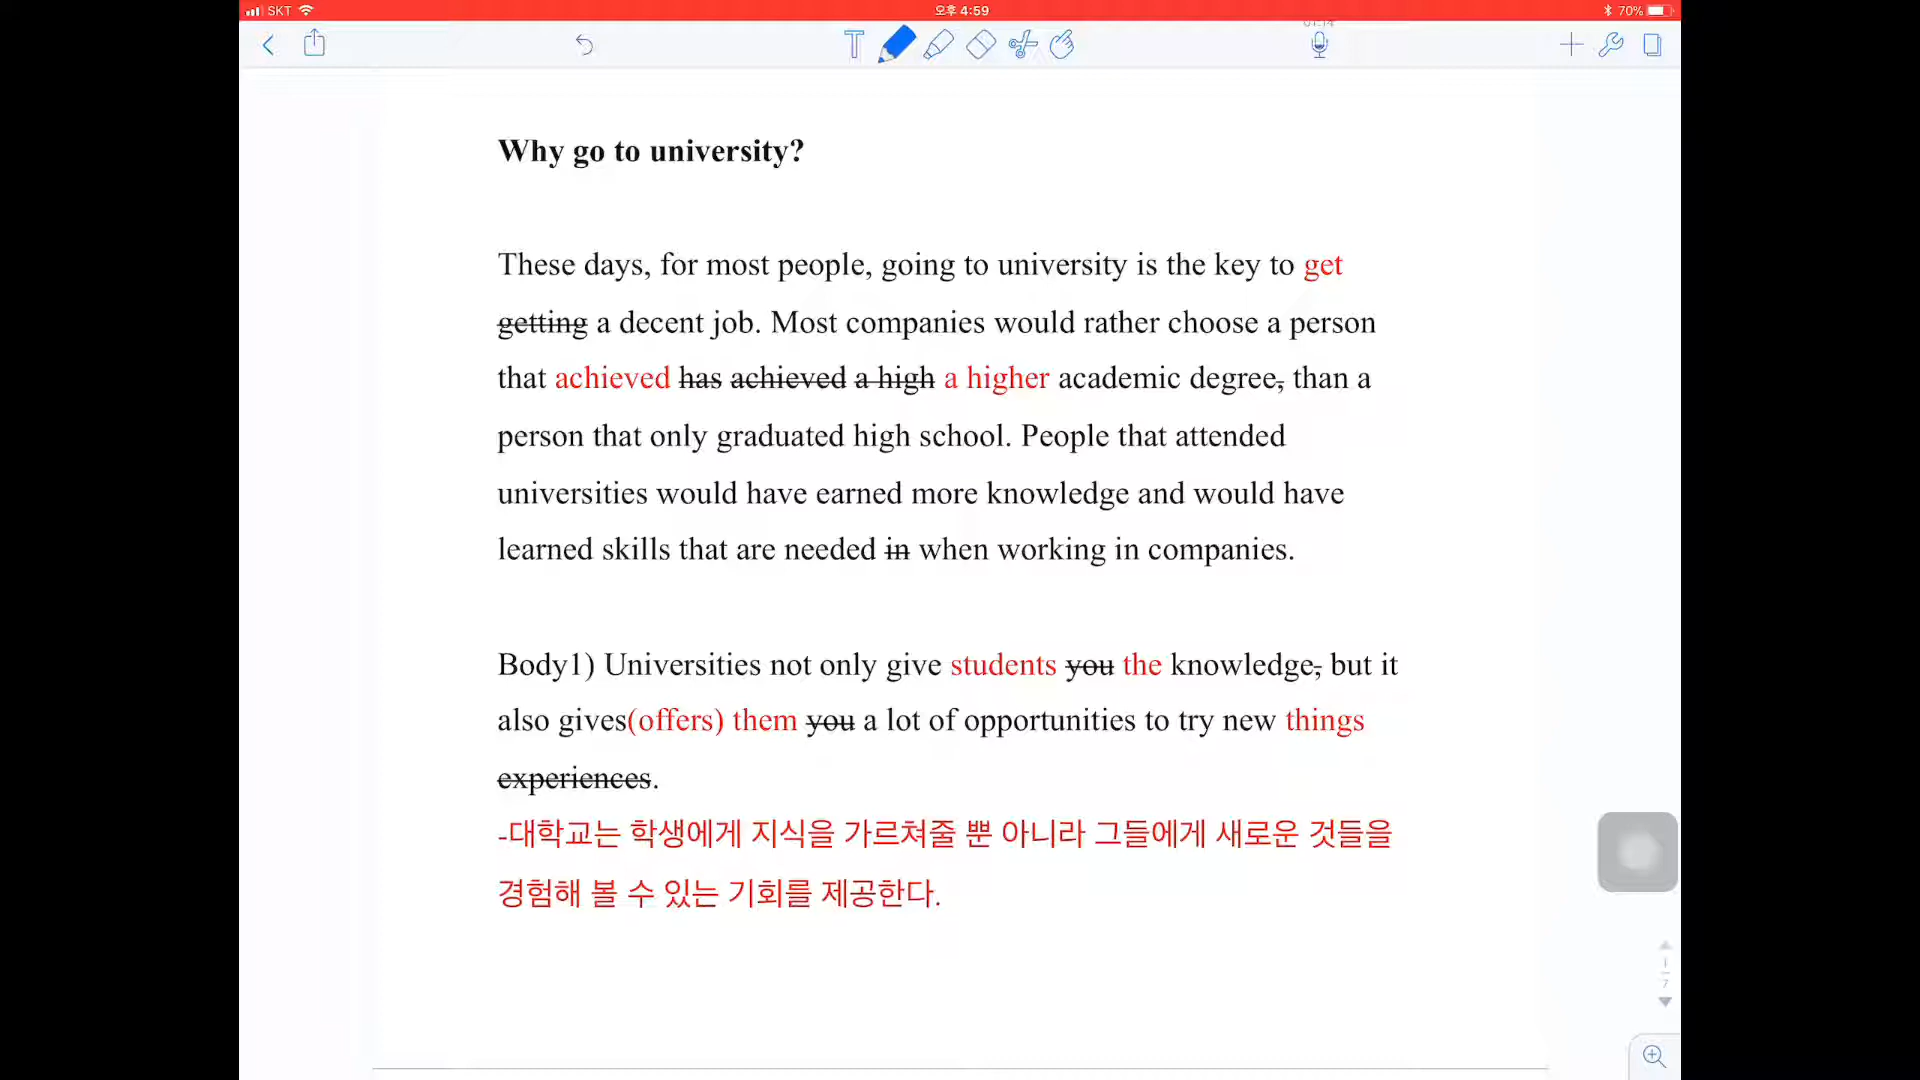 SKT 오후 4:59 70%
01:14
Why go to university?
These days, for most people, going to university is the key to get
getting a decent job. Most companies would rather choose a person
that achieved has achieved a high a higher academic degree, than a
person that only graduated high school. People that attended
universities would have earned more knowledge and would have
learned skills that are needed in when working in companies.
Body1) Universities not only give students you the knowledge, but it
also gives(offers) them you a lot of opportunities to try new things
experiences.
-대학교는 학생에게 지식을 가르쳐줄 뿐 아니라 그들에게 새로운 것들을
경험해 볼 수 있는 기회를 제공한다.
1
7